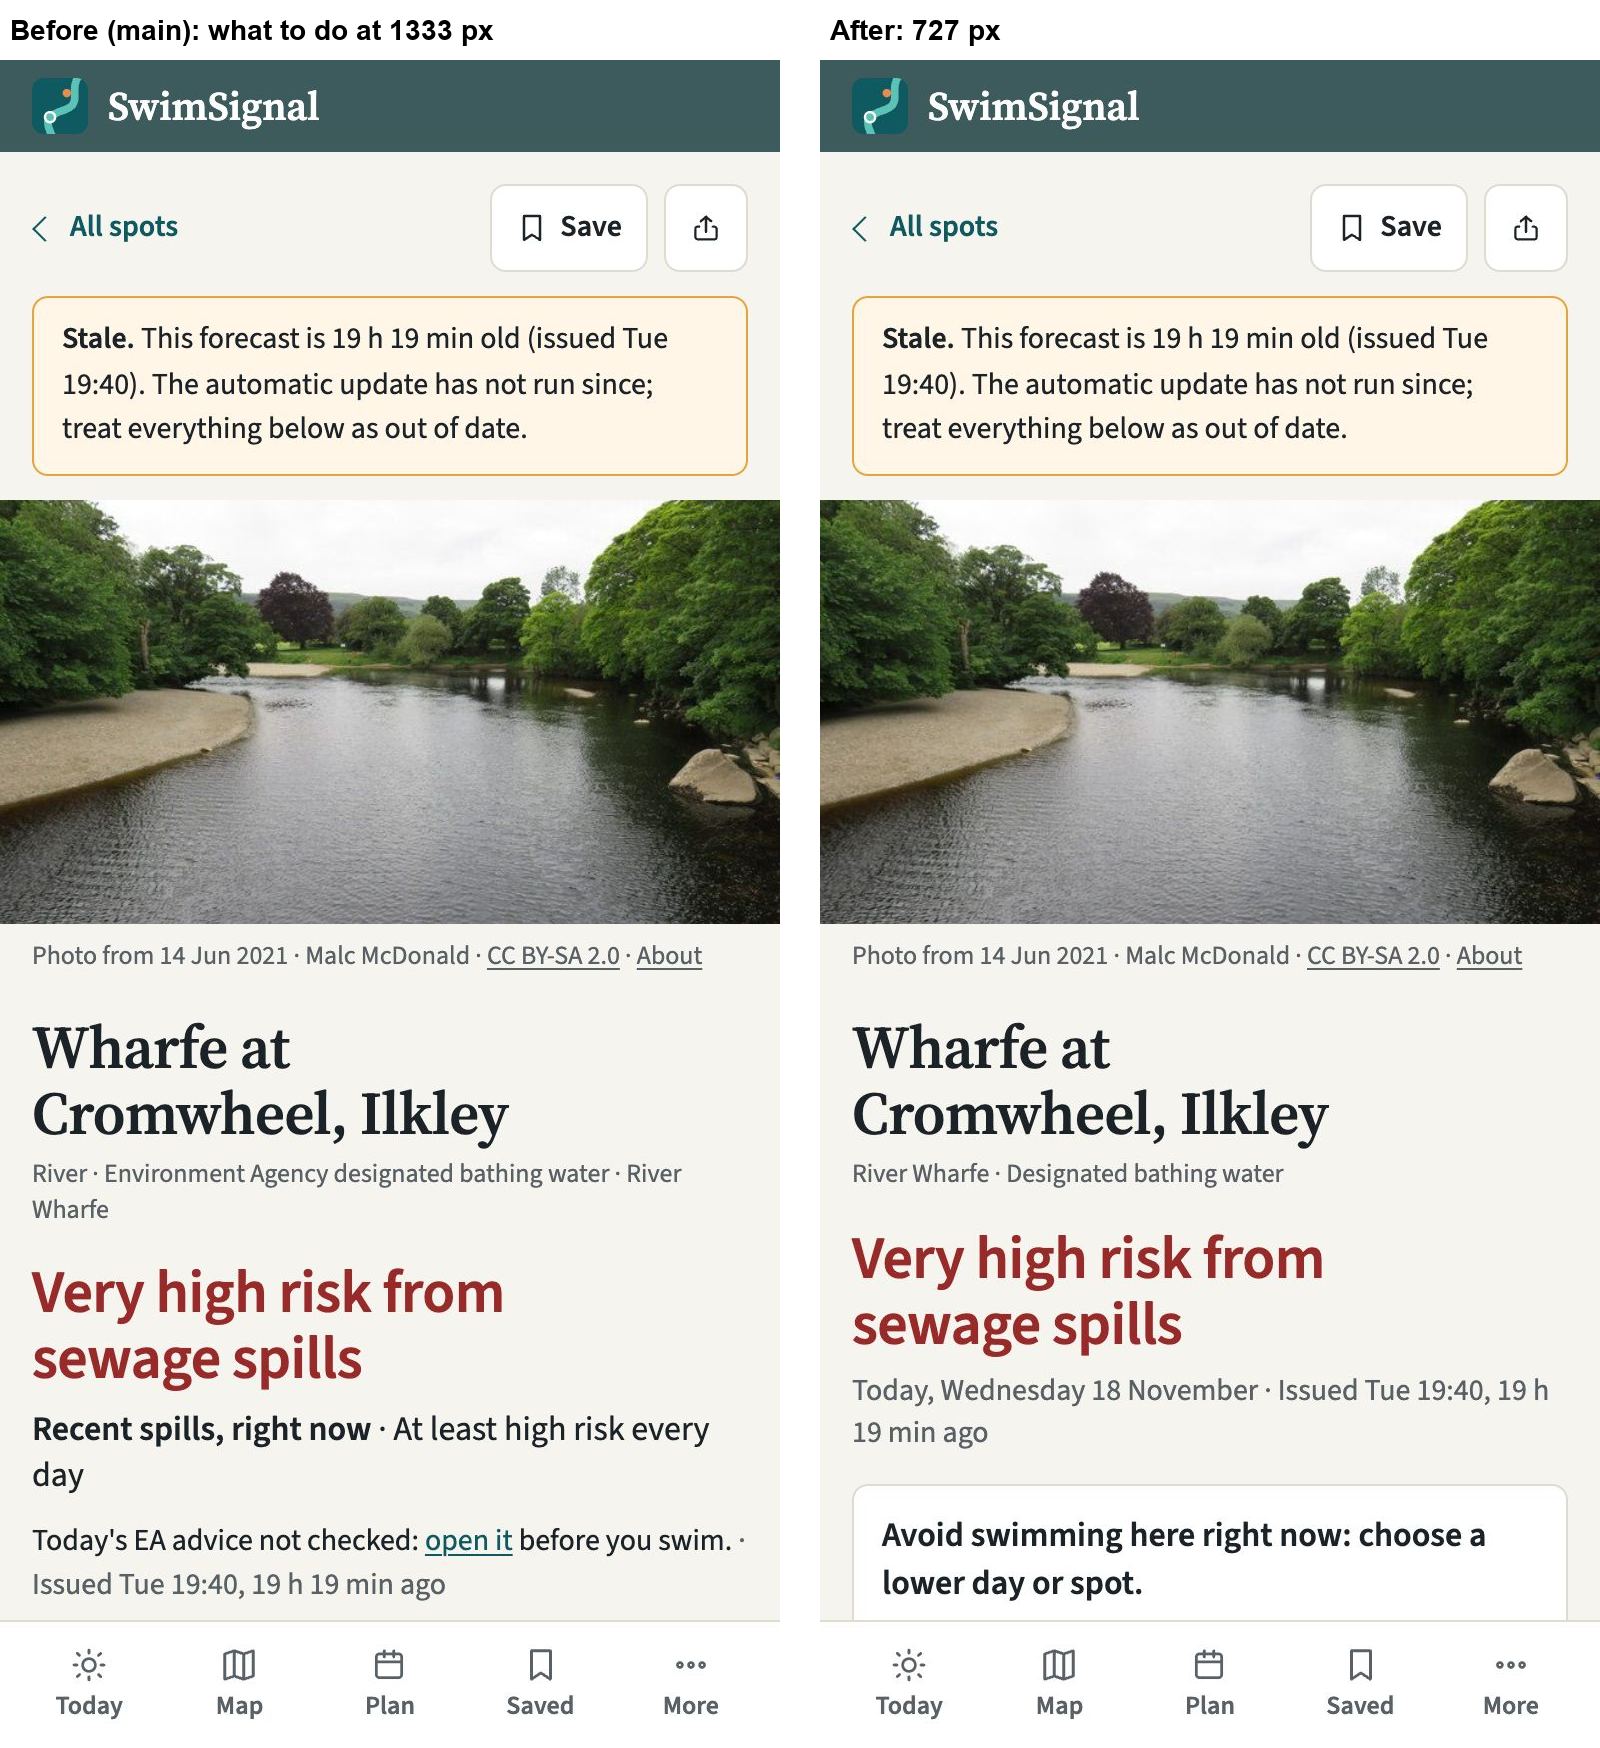 Before (main): what to do at 1333 px
SwimSignal
All spots
Save
Stale. This forecast is 19 h 19 min old (issued Tue
19:40). The automatic update has not run since;
treat everything below as out of date.
Photo from 14 Jun 2021 · Malc McDonald · CC BY-SA 2.0 · About
Wharfe at
Cromwheel, Ilkley
River · Environment Agency designated bathing water · River
Wharfe
Very high risk from
sewage spills
Recent spills, right now · At least high risk every
day
Today's EA advice not checked: open it before you swim. ·
Issued Tue 19:40, 19 h 19 min ago
Today
Map
Plan
Saved
More
After: 727 px
SwimSignal
All spots
Save
Stale. This forecast is 19 h 19 min old (issued Tue
19:40). The automatic update has not run since;
treat everything below as out of date.
Photo from 14 Jun 2021 · Malc McDonald · CC BY-SA 2.0 · About
Wharfe at
Cromwheel, Ilkley
River Wharfe · Designated bathing water
Very high risk from
sewage spills
Today, Wednesday 18 November · Issued Tue 19:40, 19 h
19 min ago
Avoid swimming here right now: choose a
lower day or spot.
Today
Map
Plan
Saved
More